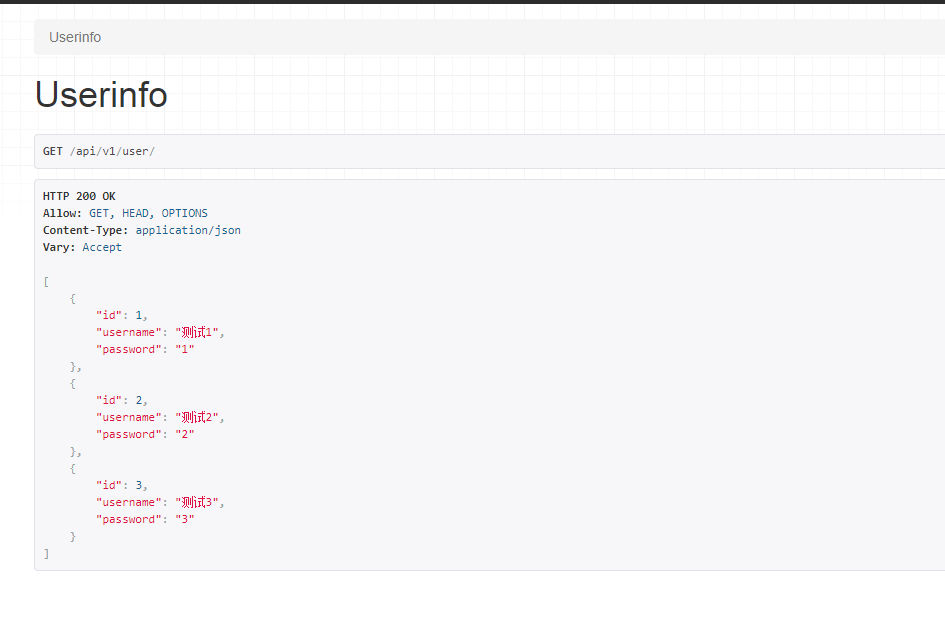 Userinfo
Userinfo
GET /api/v1/user/
HTTP 200 OK
Allow: GET, HEAD, OPTIONS
Content-Type: application/json
Vary: Accept
[
    {
        "id": 1,
        "username": "测试1",
        "password": "1"
    },
    {
        "id": 2,
        "username": "测试2",
        "password": "2"
    },
    {
        "id": 3,
        "username": "测试3",
        "password": "3"
    }
]